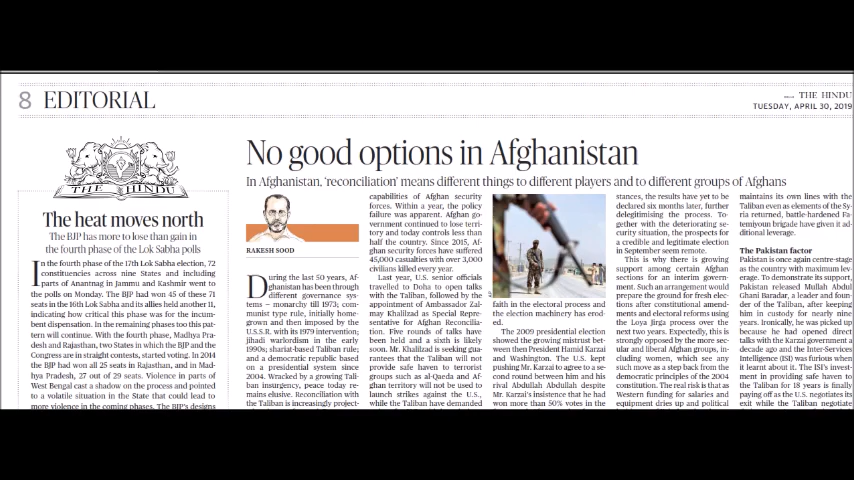 8 EDITORIAL
THE HINDU
TUESDAY, APRIL 30, 2019
THE HINDU
The heat moves north
The BJP has more to lose than gain in
the fourth phase of the Lok Sabha polls
In the fourth phase of the 17th Lok Sabha election, 72
constituencies across nine States and including
parts of Anantnag in Jammu and Kashmir went to
the polls on Monday. The BJP had won 45 of these 71
seats in the 16th Lok Sabha and its allies held another 11,
indicating how critical this phase was for the incum-
bent dispensation. In the remaining phases too this pat-
tern will continue. With the fourth phase, Madhya Pra-
desh and Rajasthan, two States in which the BJP and the
Congress are in straight contests, started voting. In 2014
the BJP had won all 25 seats in Rajasthan, and in Mad-
hya Pradesh, 27 out of 29 seats. Violence in parts of
West Bengal cast a shadow on the process and pointed
to a volatile situation in the State that could lead to
more violence in the coming phases. The BJP's designs
No good options in Afghanistan
In Afghanistan, 'reconciliation' means different things to different players and to different groups of Afghans
RAKESH SOOD
During the last 50 years, Af-
ghanistan has been through
different governance sys-
tems – monarchy till 1973; com-
munist type rule, initially home-
grown and then imposed by the
U.S.S.R. with its 1979 intervention;
jihadi warlordism in the early
1990s; shariat-based Taliban rule;
and a democratic republic based
on a presidential system since
2004. Wracked by a growing Tali-
ban insurgency, peace today re-
mains elusive. Reconciliation with
the Taliban is increasingly project-
capabilities of Afghan security
forces. Within a year, the policy
failure was apparent. Afghan go-
vernment continued to lose terri-
tory and today controls less than
half the country. Since 2015, Af-
ghan security forces have suffered
45,000 casualties with over 3,000
civilians killed every year.
Last year, U.S. senior officials
travelled to Doha to open talks
with the Taliban, followed by the
appointment of Ambassador Zal-
may Khalilzad as Special Repre-
sentative for Afghan Reconcilia-
tion. Five rounds of talks have
been held and a sixth is likely
soon. Mr. Khalilzad is seeking gua-
rantees that the Taliban will not
provide safe haven to terrorist
groups such as al-Qaeda and Af-
ghan territory will not be used to
launch strikes against the U.S.,
while the Taliban have demanded
faith in the electoral process and
the election machinery has erod-
ed.
The 2009 presidential election
showed the growing mistrust bet-
ween then President Hamid Karzai
and Washington. The U.S. kept
pushing Mr. Karzai to agree to a se-
cond round between him and his
rival Abdullah Abdullah despite
Mr. Karzai's insistence that he had
won more than 50% votes in the
stances, the results have yet to be
declared six months later, further
delegitimising the process. To-
gether with the deteriorating se-
curity situation, the prospects for
a credible and legitimate election
in September seem remote.
This is why there is growing
support among certain Afghan
sections for an interim govern-
ment. Such an arrangement would
prepare the ground for fresh elec-
tions after constitutional amend-
ments and electoral reforms using
the Loya Jirga process over the
next two years. Expectedly, this is
strongly opposed by the more sec-
ular and liberal Afghan groups, in-
cluding women, which see any
such move as a step back from the
democratic principles of the 2004
constitution. The real risk is that as
Western funding for salaries and
equipment dries up and political
maintains its own lines with the
Taliban even as elements of the Sy-
ria returned, battle-hardened Fa-
temiyoun brigade have given it ad-
ditional leverage.
The Pakistan factor
Pakistan is once again centre-stage
as the country with maximum lev-
erage. To demonstrate its support,
Pakistan released Mullah Abdul
Ghani Baradar, a leader and foun-
der of the Taliban, after keeping
him in custody for nearly nine
years. Ironically, he was picked up
because he had opened direct
talks with the Karzai government a
decade ago and the Inter-Services
Intelligence (ISI) was furious when
it learnt about it. The ISI's invest-
ment in providing safe haven to
the Taliban for 18 years is finally
paying off as the U.S. negotiates its
exit while the Taliban negotiate